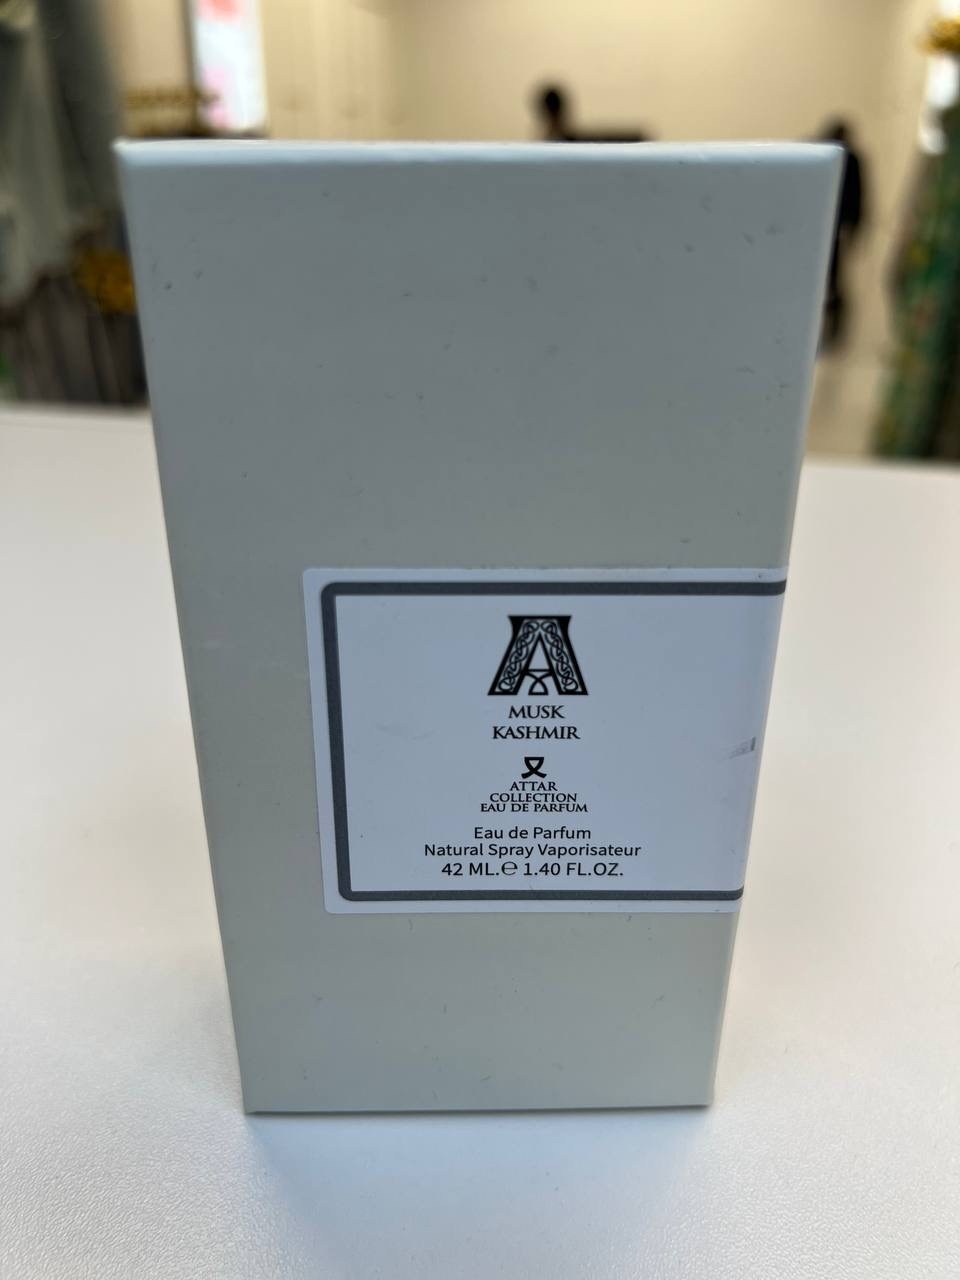 A
MUSK
KASHMIR
ATTAR
COLLECTION
EAU DE PARFUM
Eau de Parfum
Natural Spray Vaporisateur
42 ML.℮ 1.40 FL.OZ.